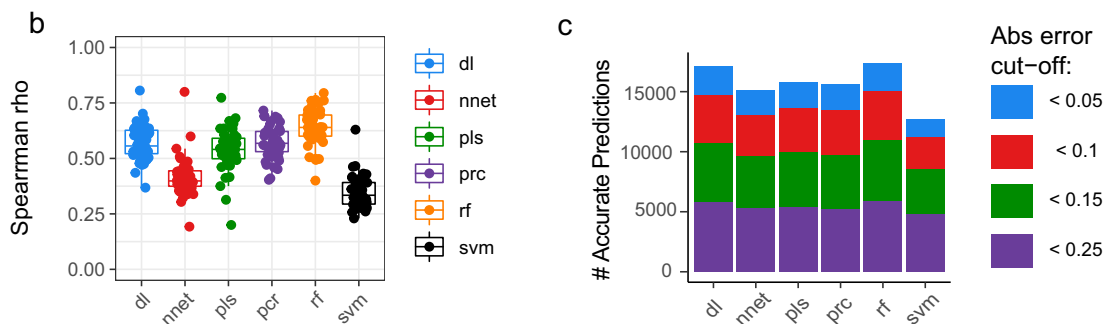 b
Spearman rho
1.00
0.75
0.50
0.25
0.00
dl
nnet
pls
pcr
rf
svm
dl
nnet
pls
prc
rf
svm
c
# Accurate Predictions
15000
10000
5000
0
dl
nnet
pls
prc
rf
svm
Abs error
cut-off:
< 0.05
< 0.1
< 0.15
< 0.25